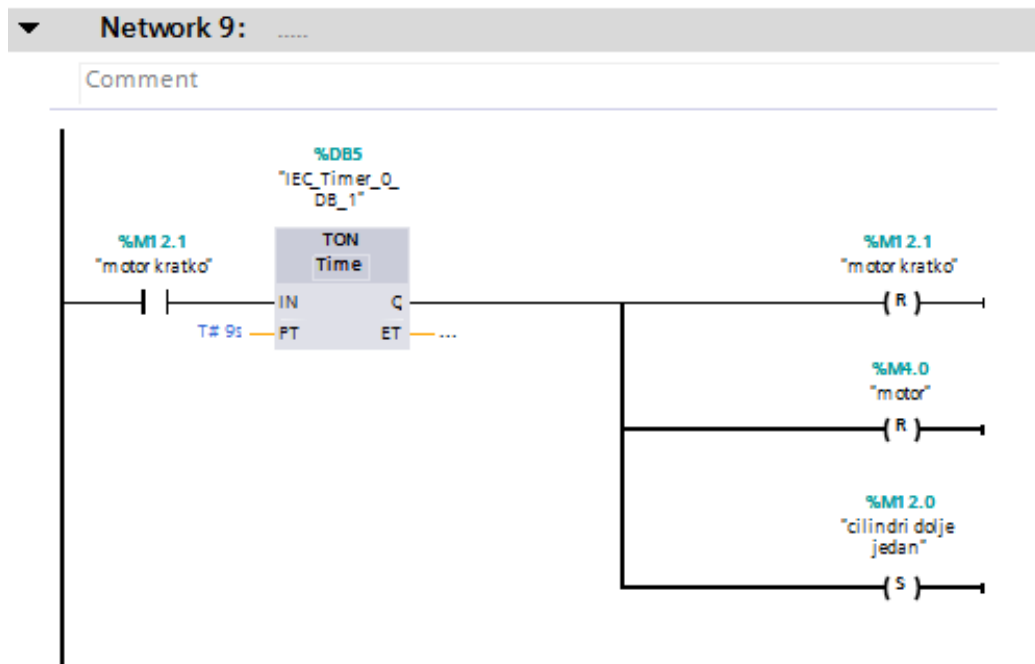 Network 9: .....
Comment
%DB5
"IEC_Timer_0_
DB_1"
%M12.1
"motor kratko"
TON
Time
IN
Q
T# 9s
PT
ET
...
%M12.1
"motor kratko"
R
%M4.0
"motor"
R
%M12.0
"cilindri dolje
jedan"
S